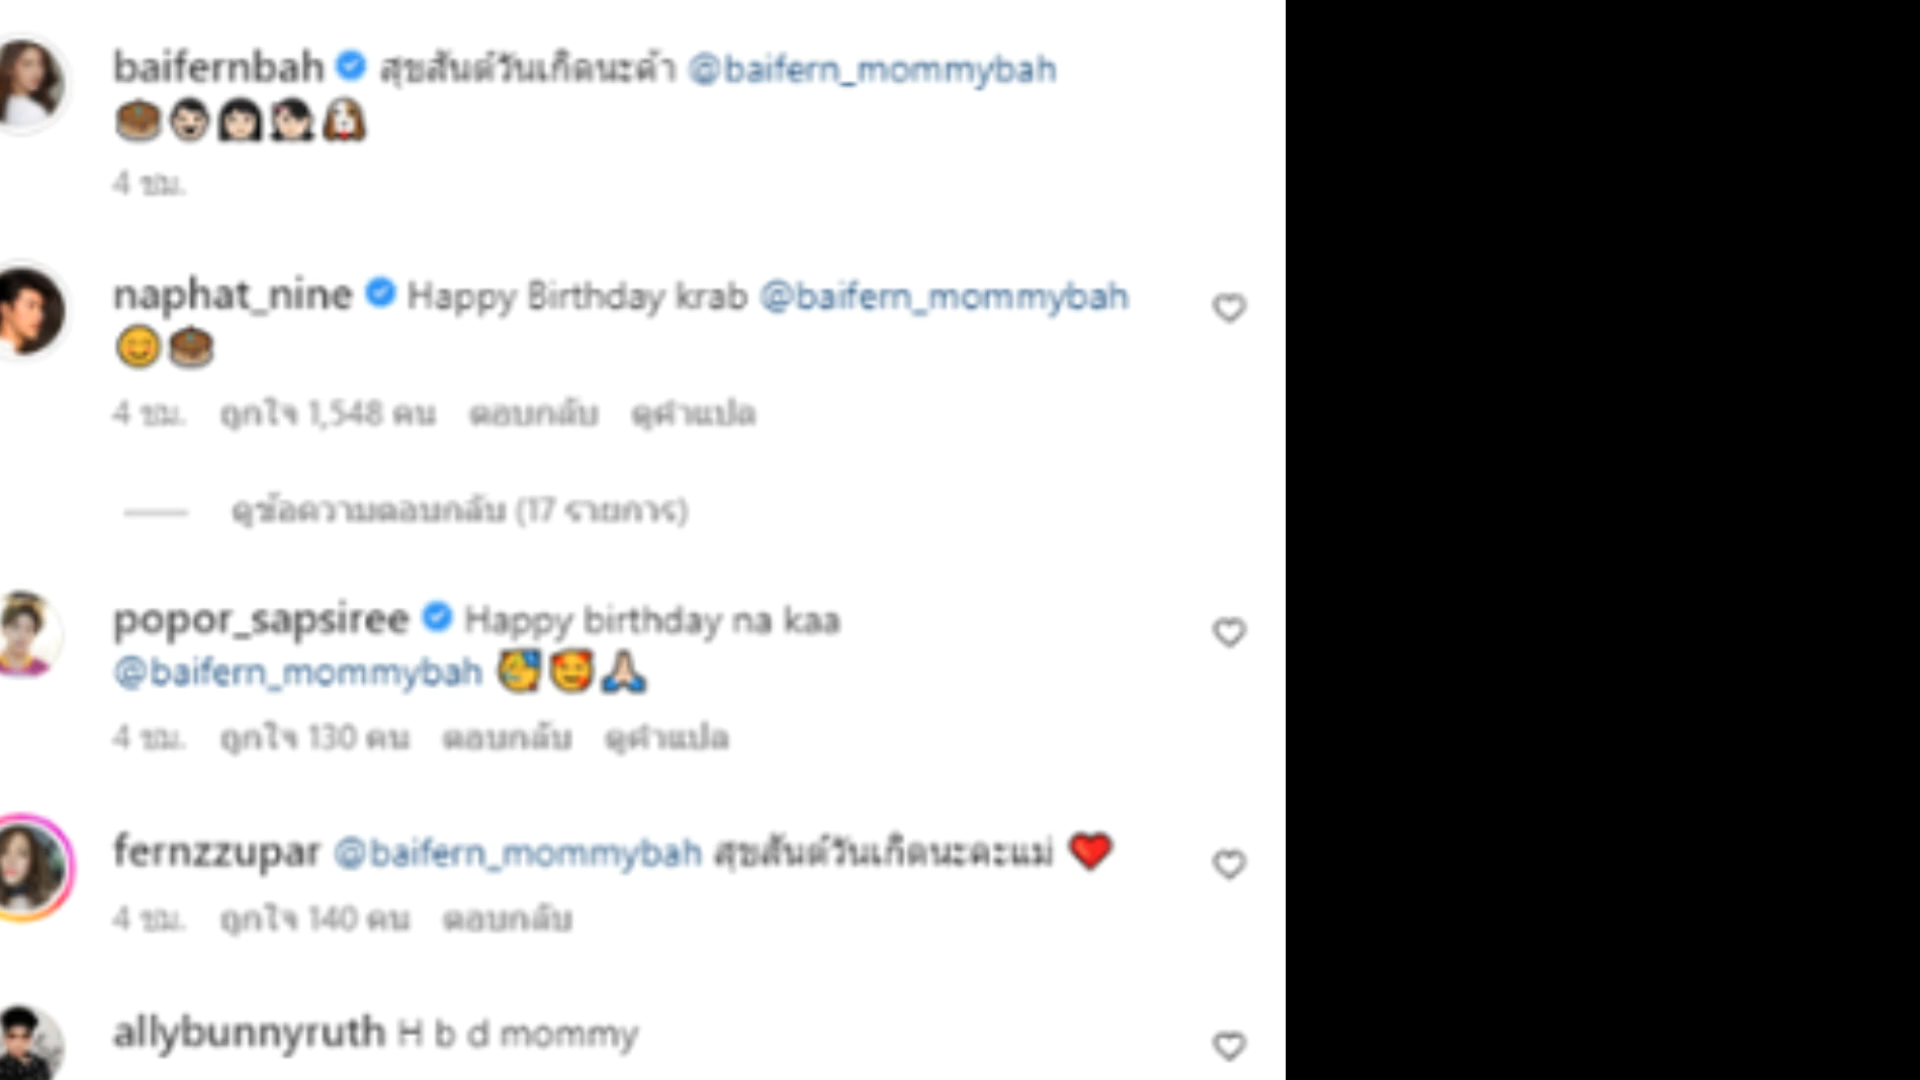 baifernbah สุขสันต์วันเกิดนะค้า @baifern_mommybah
🎂👨🏻👩🏻👧🏻🐶
4 ชม.
naphat_nine Happy Birthday krab @baifern_mommybah
😊🎂
4 ชม. ถูกใจ 1,548 คน ตอบกลับ ดูคำแปล
ดูข้อความตอบกลับ (17 รายการ)
popor_sapsiree Happy birthday na kaa
@baifern_mommybah 🥳🥰🙏🏻
4 ชม. ถูกใจ 130 คน ตอบกลับ ดูคำแปล
fernzzupar @baifern_mommybah สุขสันต์วันเกิดนะคะแม่ ❤️
4 ชม. ถูกใจ 140 คน ตอบกลับ
allybunnyruth H b d mommy